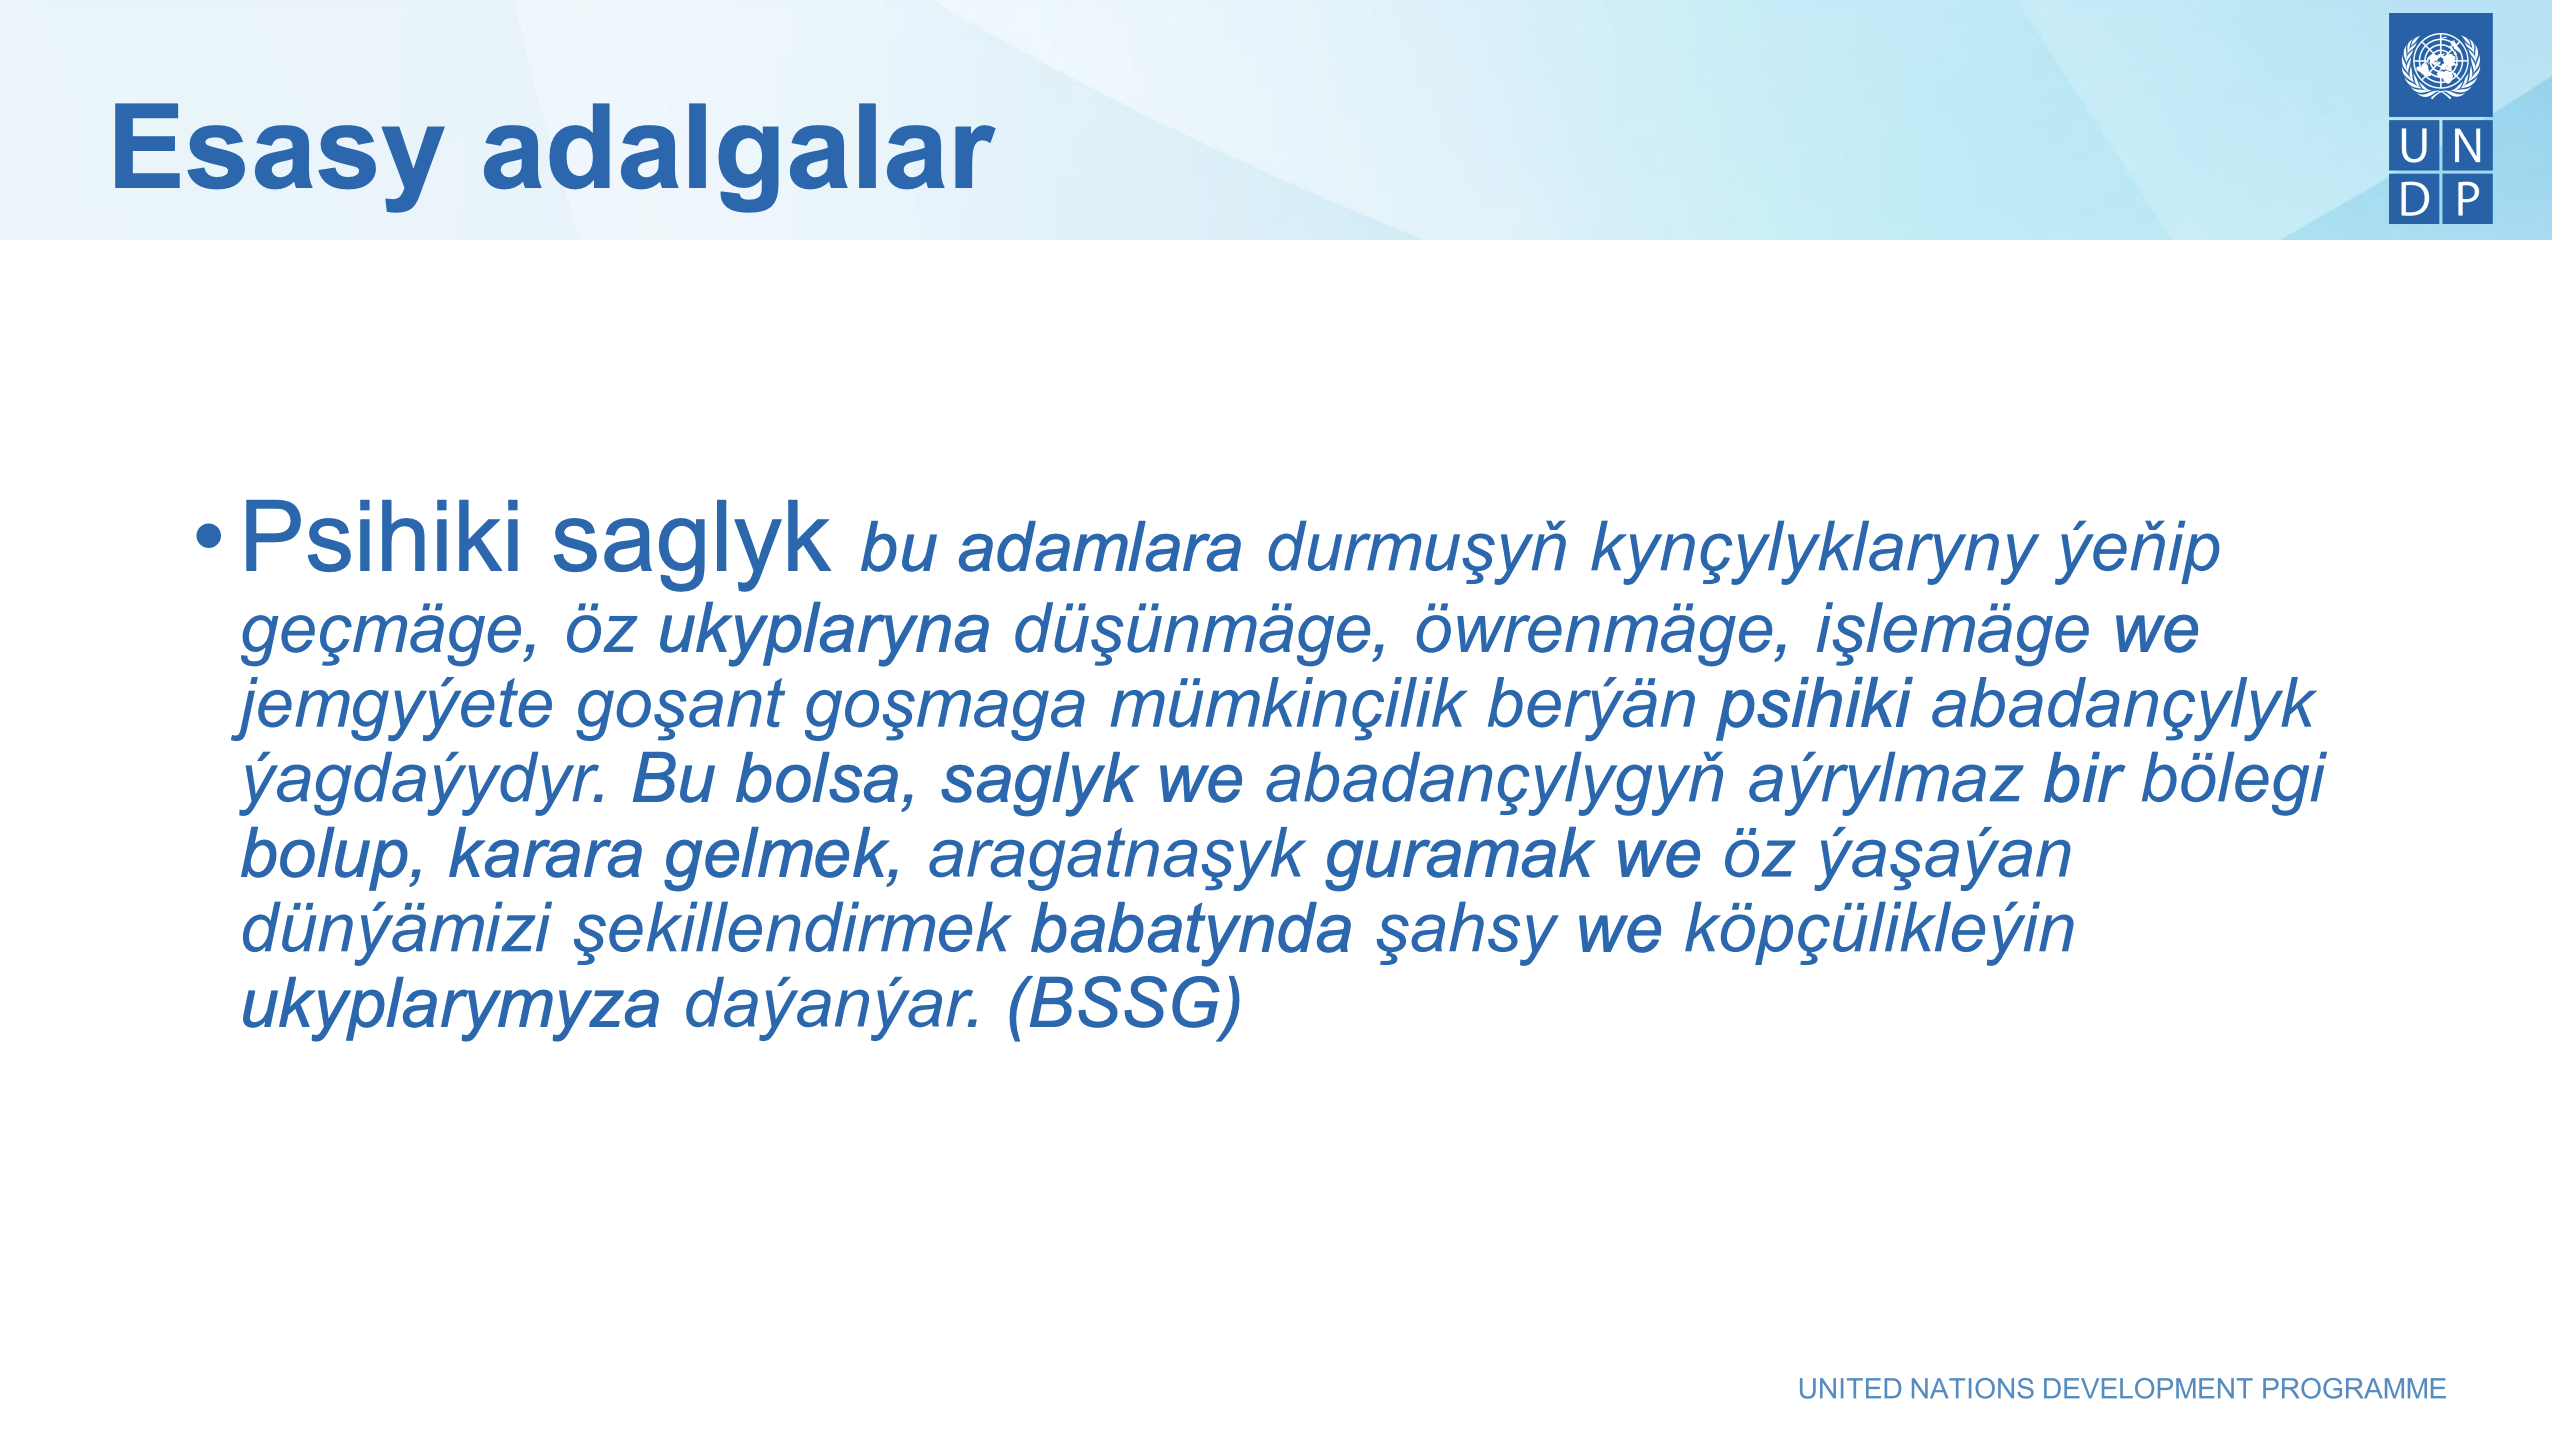 Esasy adalgalar
U N
D P
•Psihiki saglyk bu adamlara durmuşyň kynçylyklaryny ýeňip
geçmäge, öz ukyplaryna düşünmäge, öwrenmäge, işlemäge we
jemgyýete goşant goşmaga mümkinçilik berýän psihiki abadançylyk
ýagdaýydyr. Bu bolsa, saglyk we abadançylygyň aýrylmaz bir bölegi
bolup, karara gelmek, aragatnaşyk guramak we öz ýaşaýan
dünýämizi şekillendirmek babatynda şahsy we köpçülikleýin
ukyplarymyza daýanýar. (BSSG)
UNITED NATIONS DEVELOPMENT PROGRAMME